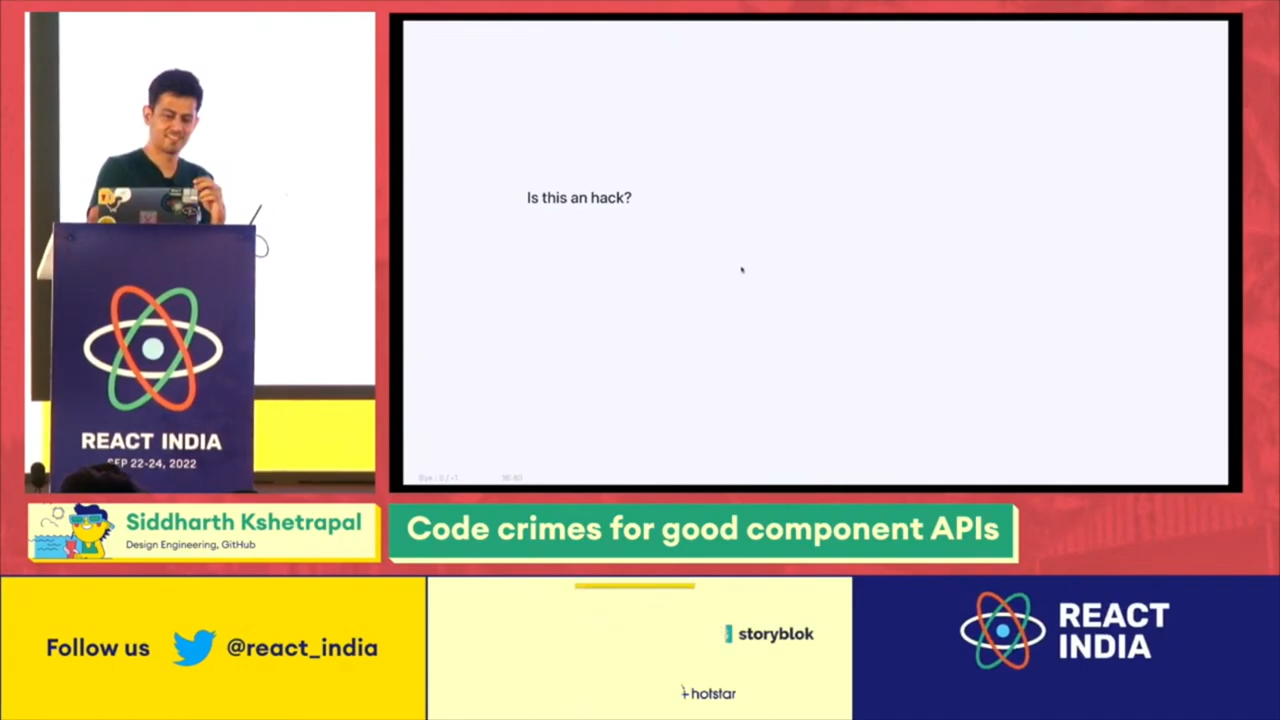 Is this an hack?
REACT INDIA
SEP 22-24, 2022
Siddharth Kshetrapal
Design Engineering, GitHub
Code crimes for good component APIs
Follow us
@react_india
storyblok
hotstar
REACT
INDIA